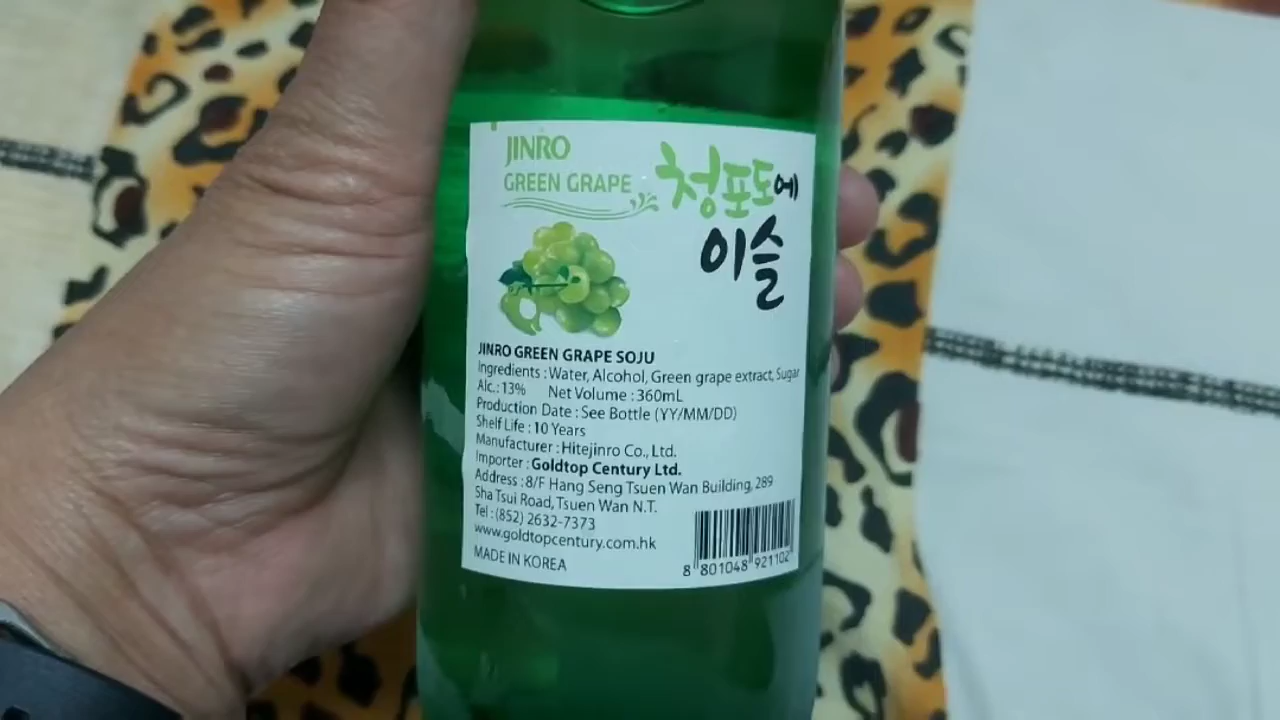 JINRO
GREEN GRAPE
청포도에
이슬
JINRO GREEN GRAPE SOJU
Ingredients : Water, Alcohol, Green grape extract, Sugar
Alc.: 13% Net Volume : 360mL
Production Date : See Bottle (YY/MM/DD)
Shelf Life : 10 Years
Manufacturer : Hitejinro Co., Ltd.
Importer : Goldtop Century Ltd.
Address : 8/F Hang Seng Tsuen Wan Building, 289
Sha Tsui Road, Tsuen Wan N.T.
Tel : (852) 2632-7373
www.goldtopcentury.com.hk
MADE IN KOREA
8 801048 921102